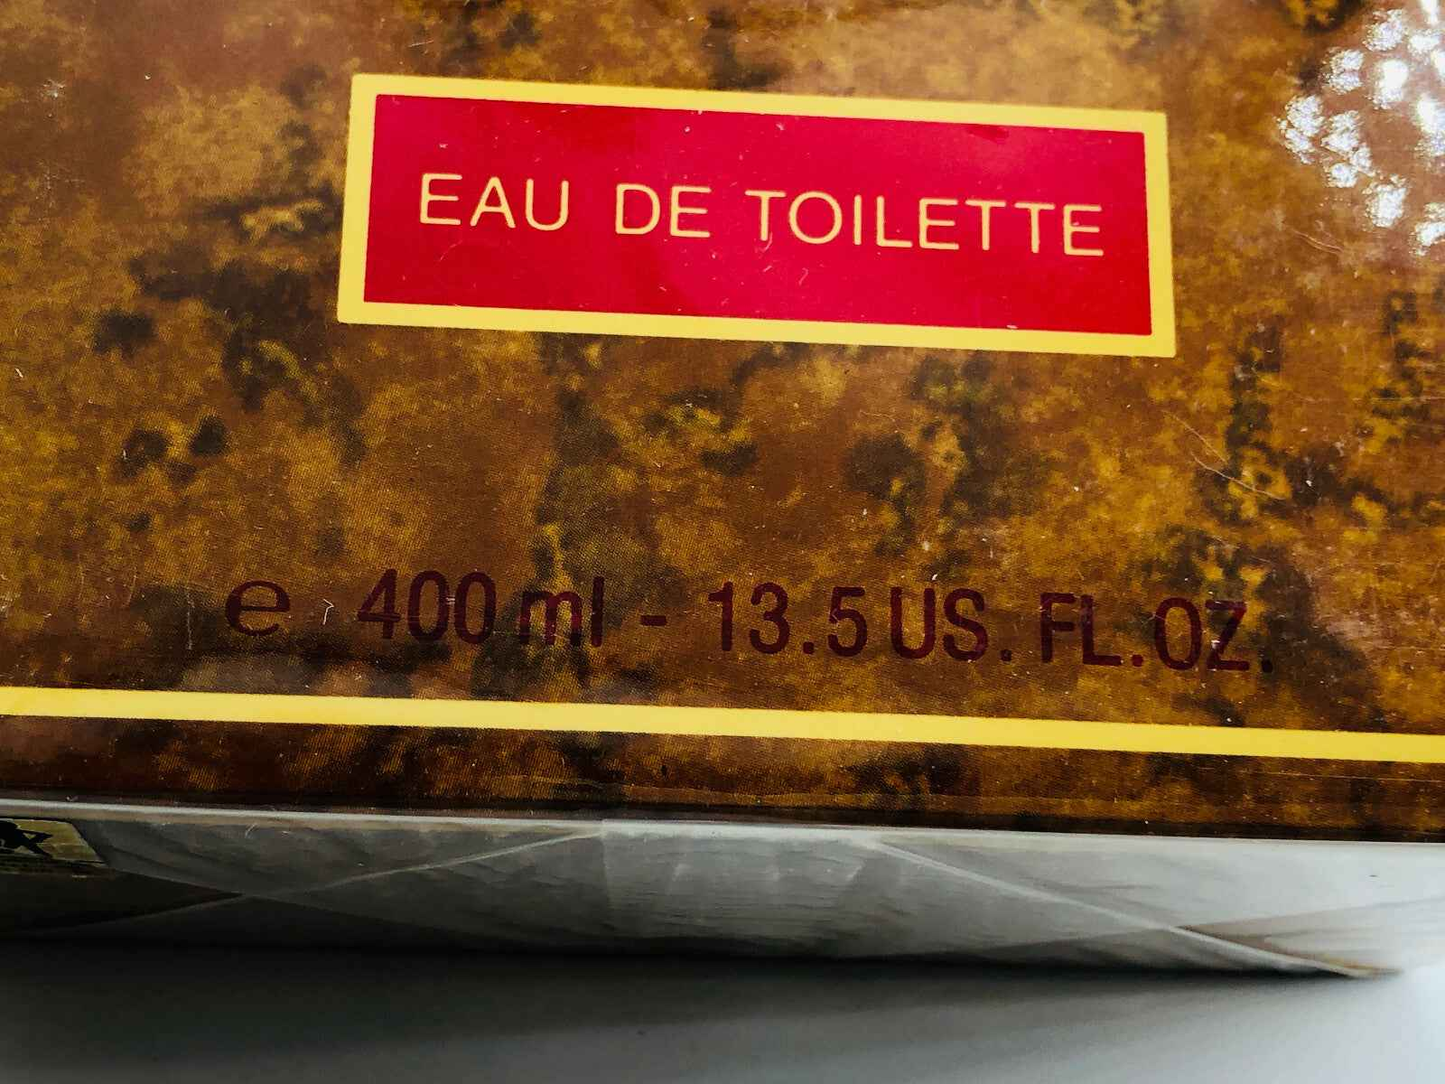 EAU DE TOILETTE
℮ 400 ml - 13.5 US. FL.OZ.